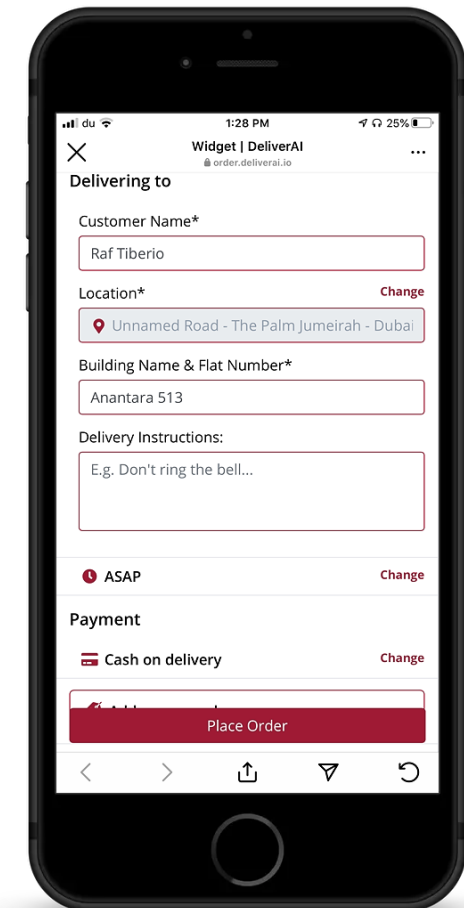 du
1:28 PM
25%
Widget | DeliverAI
order.deliverai.io
Delivering to
Customer Name*
Raf Tiberio
Location*
Change
Unnamed Road - The Palm Jumeirah - Dubai
Building Name & Flat Number*
Anantara 513
Delivery Instructions:
E.g. Don't ring the bell...
ASAP
Change
Payment
Cash on delivery
Change
Place Order